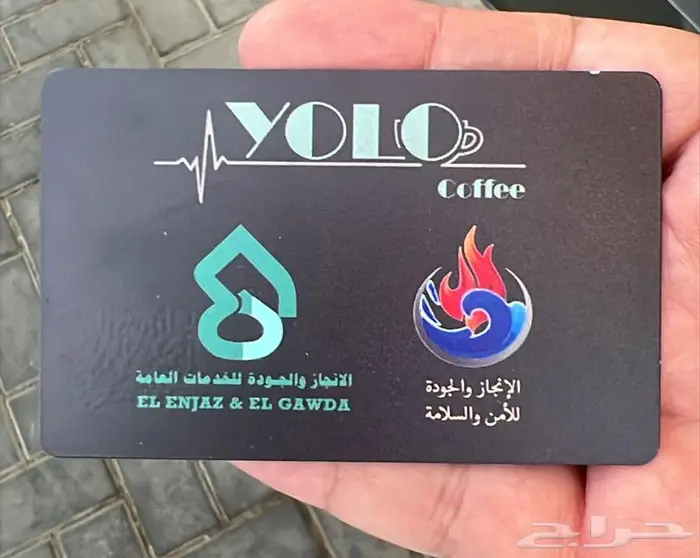 YOLO
Coffee
الانجاز والجودة للخدمات العامة
EL ENJAZ & EL GAWDA
الإنجاز والجودة
للأمن والسلامة
حراج